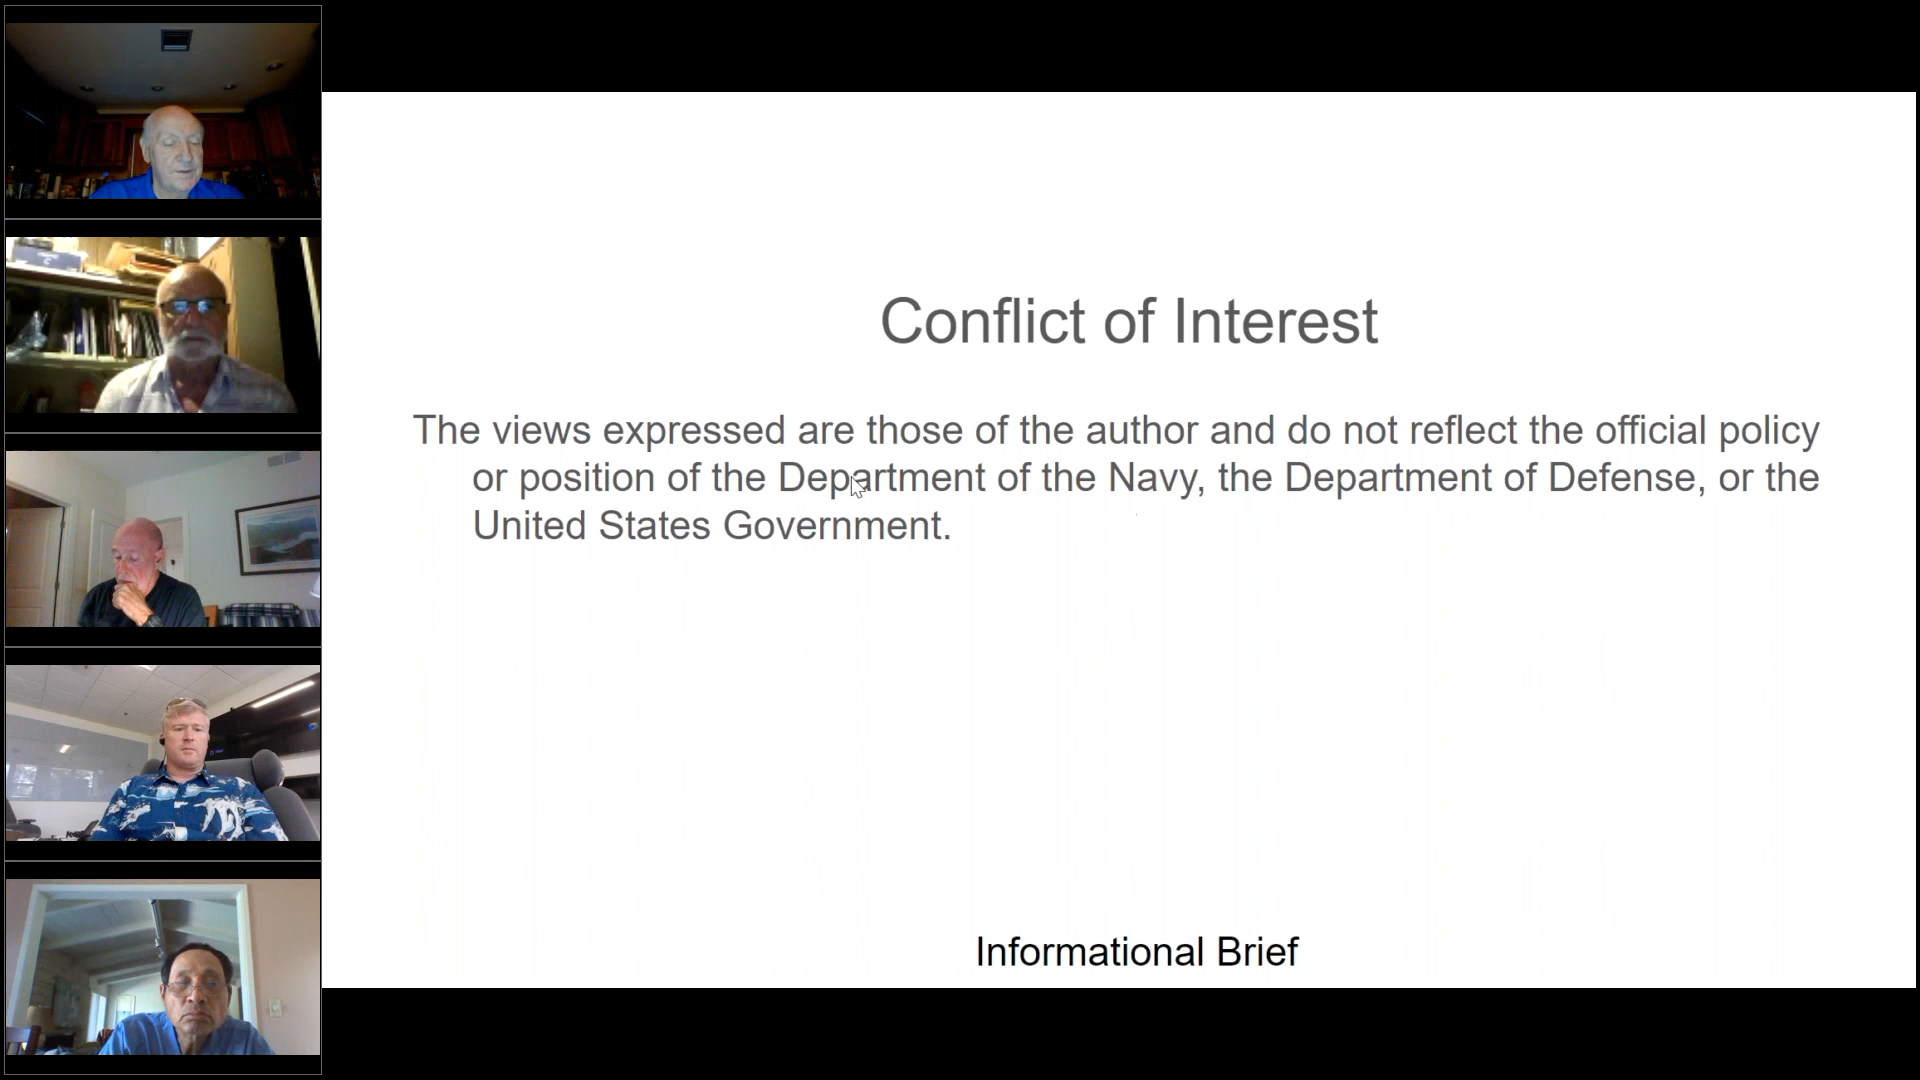 Conflict of Interest
The views expressed are those of the author and do not reflect the official policy
or position of the Department of the Navy, the Department of Defense, or the
United States Government.
Informational Brief